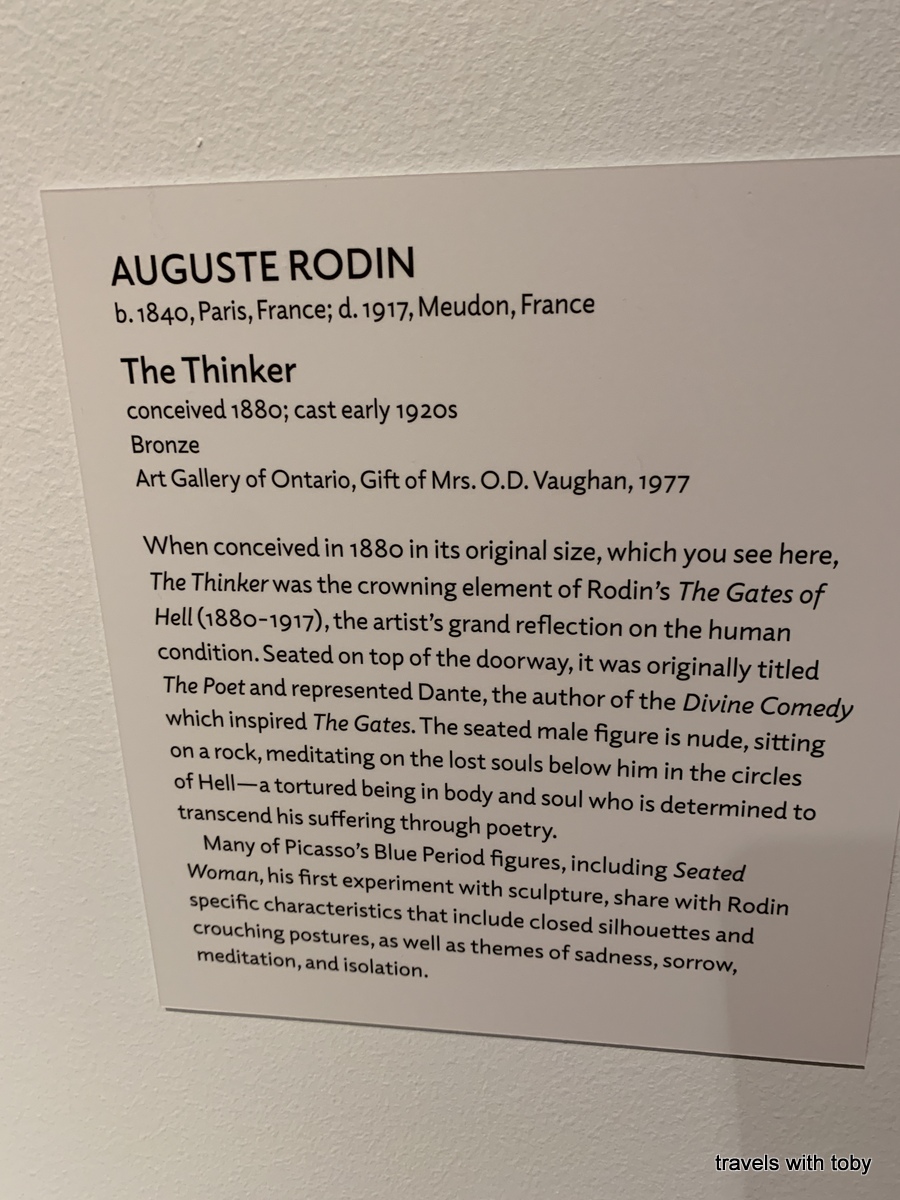 AUGUSTE RODIN
b. 1840, Paris, France; d. 1917, Meudon, France
The Thinker
conceived 1880; cast early 1920s
Bronze
Art Gallery of Ontario, Gift of Mrs. O.D. Vaughan, 1977
When conceived in 1880 in its original size, which you see here,
The Thinker was the crowning element of Rodin's The Gates of
Hell (1880-1917), the artist's grand reflection on the human
condition. Seated on top of the doorway, it was originally titled
The Poet and represented Dante, the author of the Divine Comedy
which inspired The Gates. The seated male figure is nude, sitting
on a rock, meditating on the lost souls below him in the circles
of Hell—a tortured being in body and soul who is determined to
transcend his suffering through poetry.
Many of Picasso's Blue Period figures, including Seated
Woman, his first experiment with sculpture, share with Rodin
specific characteristics that include closed silhouettes and
crouching postures, as well as themes of sadness, sorrow,
meditation, and isolation.
travels with toby